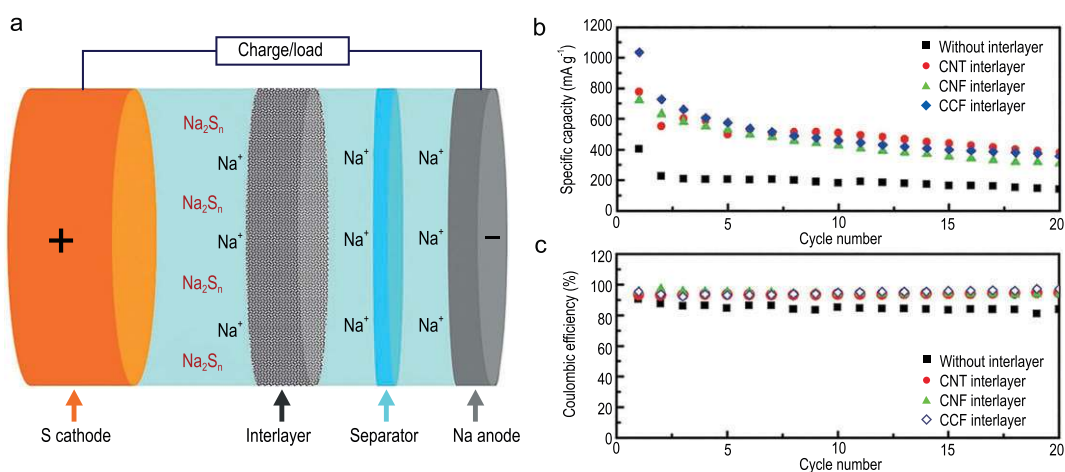 a
Charge/load
Na₂Sₙ
Na⁺
Na⁺
Na⁺
Na₂Sₙ
+
Na⁺
Na⁺
Na⁺
–
Na₂Sₙ
Na⁺
Na⁺
Na⁺
Na₂Sₙ
S cathode
Interlayer
Separator
Na anode
b
Specific capacity (mA g⁻¹)
1200
1000
800
600
400
200
0
0
5
10
15
20
Cycle number
Without interlayer
CNT interlayer
CNF interlayer
CCF interlayer
c
Coulombic efficiency (%)
120
100
80
60
40
20
0
0
5
10
15
20
Cycle number
Without interlayer
CNT interlayer
CNF interlayer
CCF interlayer